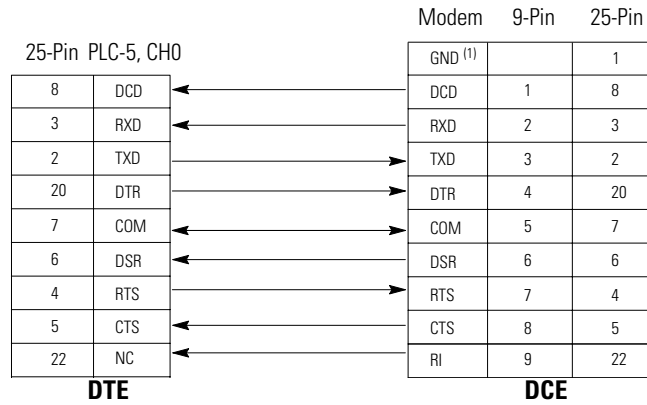 Modem 9-Pin 25-Pin
25-Pin PLC-5, CH0
GND (1) 1
8 DCD DCD 1 8
3 RXD RXD 2 3
2 TXD TXD 3 2
20 DTR DTR 4 20
7 COM COM 5 7
6 DSR DSR 6 6
4 RTS RTS 7 4
5 CTS CTS 8 5
22 NC RI 9 22
DTE DCE